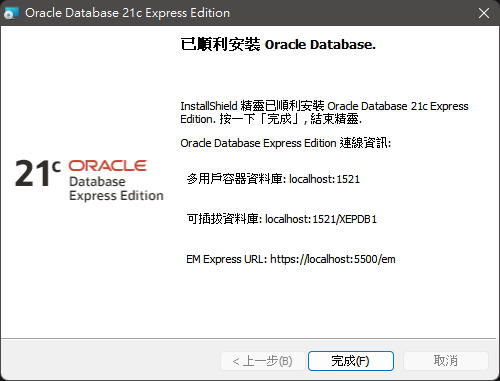 Oracle Database 21c Express Edition
已順利安裝 Oracle Database.
InstallShield 精靈已順利安裝 Oracle Database 21c Express
Edition. 按一下「完成」, 結束精靈.
Oracle Database Express Edition 連線資訊:
21c ORACLE
Database
Express Edition
多用戶容器資料庫: localhost:1521
可插拔資料庫: localhost:1521/XEPDB1
EM Express URL: https://localhost:5500/em
< 上一步(B)
完成(F)
取消